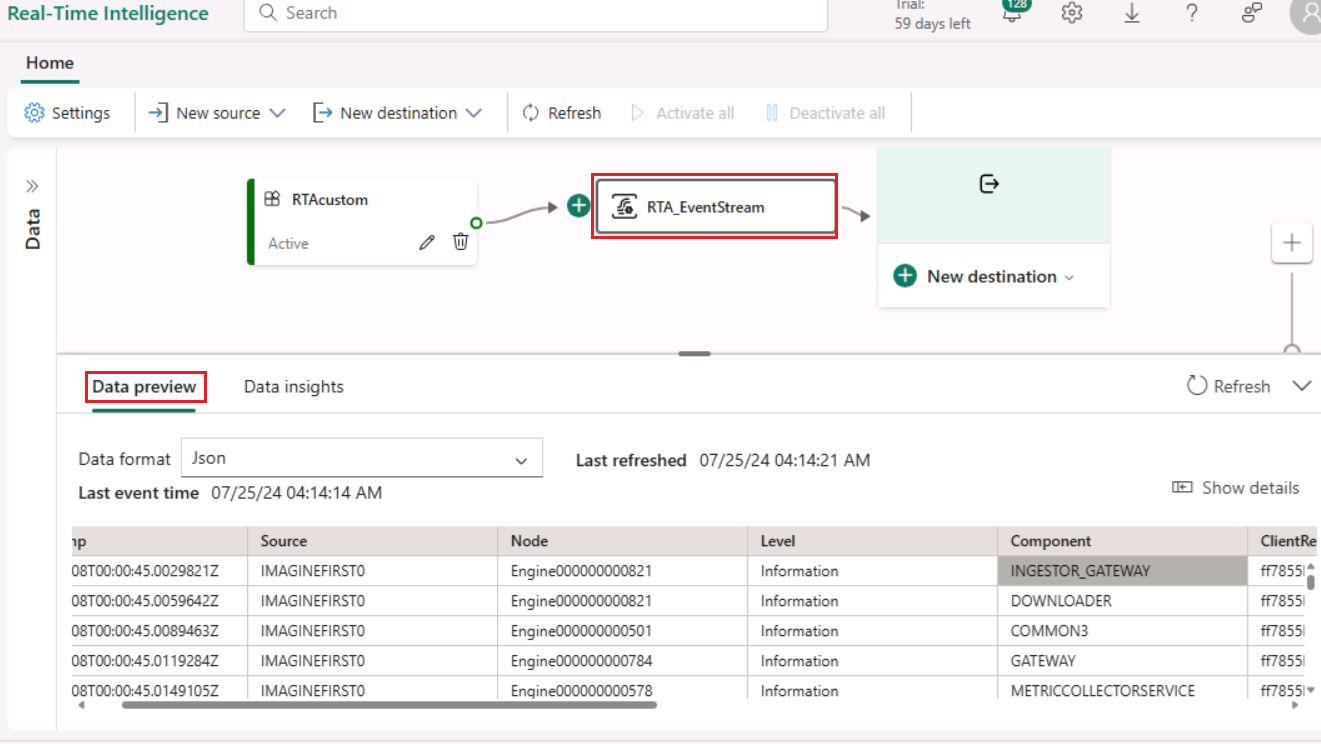 Real-Time Intelligence Search Trial: 128
59 days left ?
Home
Settings New source New destination Refresh Activate all Deactivate all
Data
RTAcustom
Active
RTA_EventStream
New destination
Data preview Data insights Refresh
Data format Json Last refreshed 07/25/24 04:14:21 AM
Last event time 07/25/24 04:14:14 AM Show details
mp Source Node Level Component ClientRe
08T00:00:45.0029821Z IMAGINEFIRST0 Engine000000000821 Information INGESTOR_GATEWAY ff7855
08T00:00:45.0059642Z IMAGINEFIRST0 Engine000000000821 Information DOWNLOADER ff7855
08T00:00:45.0089463Z IMAGINEFIRST0 Engine000000000501 Information COMMON3 ff7855
08T00:00:45.0119284Z IMAGINEFIRST0 Engine000000000784 Information GATEWAY ff7855
08T00:00:45.0149105Z IMAGINEFIRST0 Engine000000000578 Information METRICCOLLECTORSERVICE ff7855